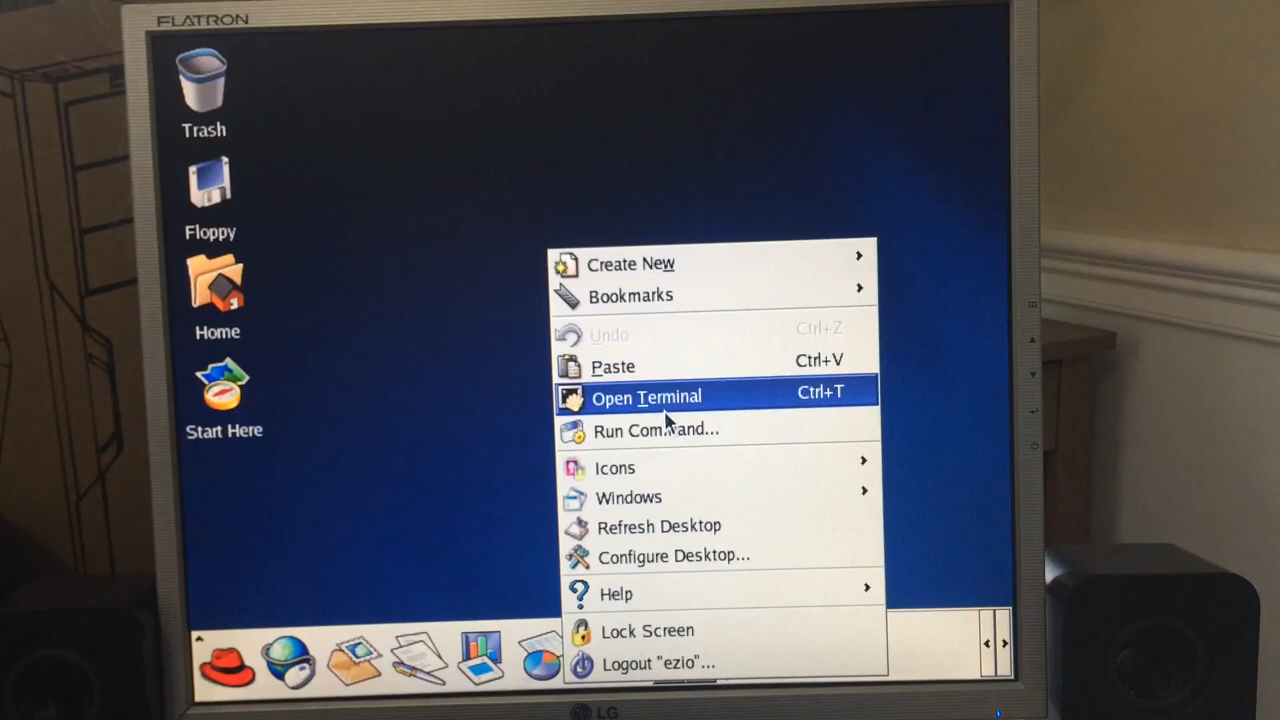 FLATRON
Trash
Floppy
Home
Start Here
Create New
Bookmarks
Undo Ctrl+Z
Paste Ctrl+V
Open Terminal Ctrl+T
Run Command...
Icons
Windows
Refresh Desktop
Configure Desktop...
Help
Lock Screen
Logout "ezio"...
LG